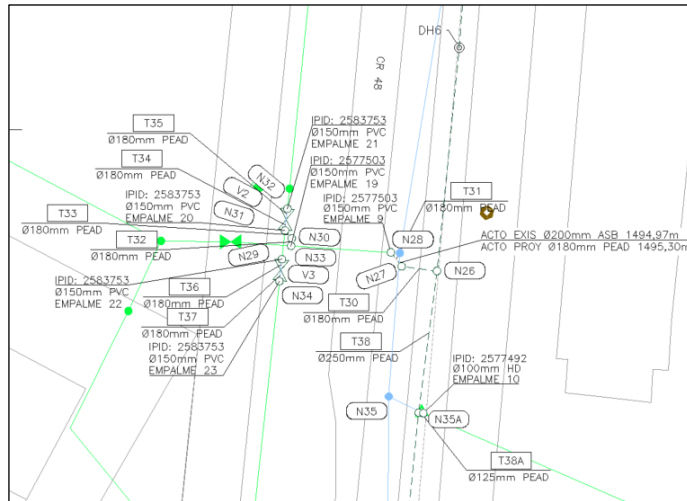 DH6
CR 48
T35
Ø180mm PEAD
T34
Ø180mm PEAD
IPID: 2583753
Ø150mm PVC
EMPALME 21
N32
V2
IPID: 2577503
Ø150mm PVC
EMPALME 19
IPID: 2583753
Ø150mm PVC
EMPALME 20
N31
IPID: 2577503
Ø150mm PVC
EMPALME 9
T31
Ø180mm PEAD
T33
Ø180mm PEAD
T32
Ø180mm PEAD
N30
N28
ACTO EXIS Ø200mm ASB 1494,97m
ACTO PROY Ø180mm PEAD 1495,30m
N29
N33
N27
N26
V3
IPID: 2583753
Ø150mm PVC
EMPALME 22
T36
Ø180mm PEAD
N34
T30
Ø180mm PEAD
T37
Ø180mm PEAD
IPID: 2583753
Ø150mm PVC
EMPALME 23
T38
Ø250mm PEAD
IPID: 2577492
Ø100mm HD
EMPALME 10
N35
N35A
T38A
Ø125mm PEAD